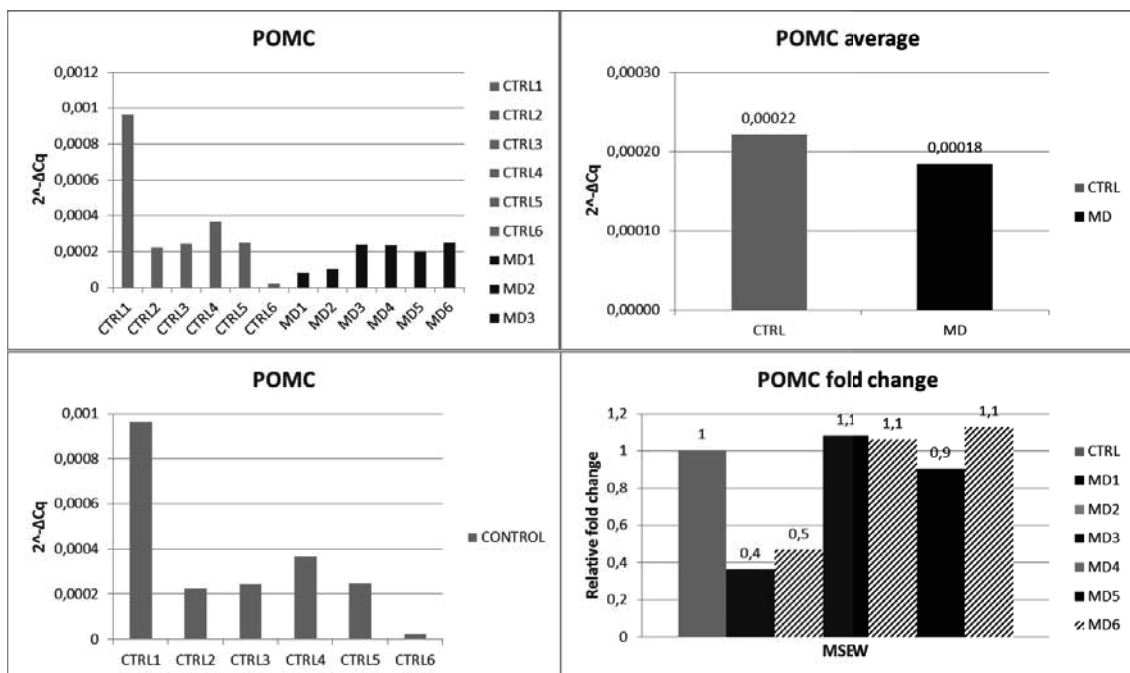 POMC
0,0012
0,001
0,0008
0,0006
0,0004
0,0002
0
2^-ΔCq
CTRL1
CTRL2
CTRL3
CTRL4
CTRL5
CTRL6
MD1
MD2
MD3
MD4
MD5
MD6
CTRL1
CTRL2
CTRL3
CTRL4
CTRL5
CTRL6
MD1
MD2
MD3
POMC average
0,00030
0,00020
0,00010
0,00000
2^-ΔCq
0,00022
0,00018
CTRL
MD
CTRL
MD
POMC
0,001
0,0008
0,0006
0,0004
0,0002
0
2^-ΔCq
CTRL1
CTRL2
CTRL3
CTRL4
CTRL5
CTRL6
CONTROL
POMC fold change
1,2
1
0,8
0,6
0,4
0,2
0
Relative fold change
1
0,4
0,5
1,1
1,1
0,9
1,1
MSEW
CTRL
MD1
MD2
MD3
MD4
MD5
MD6